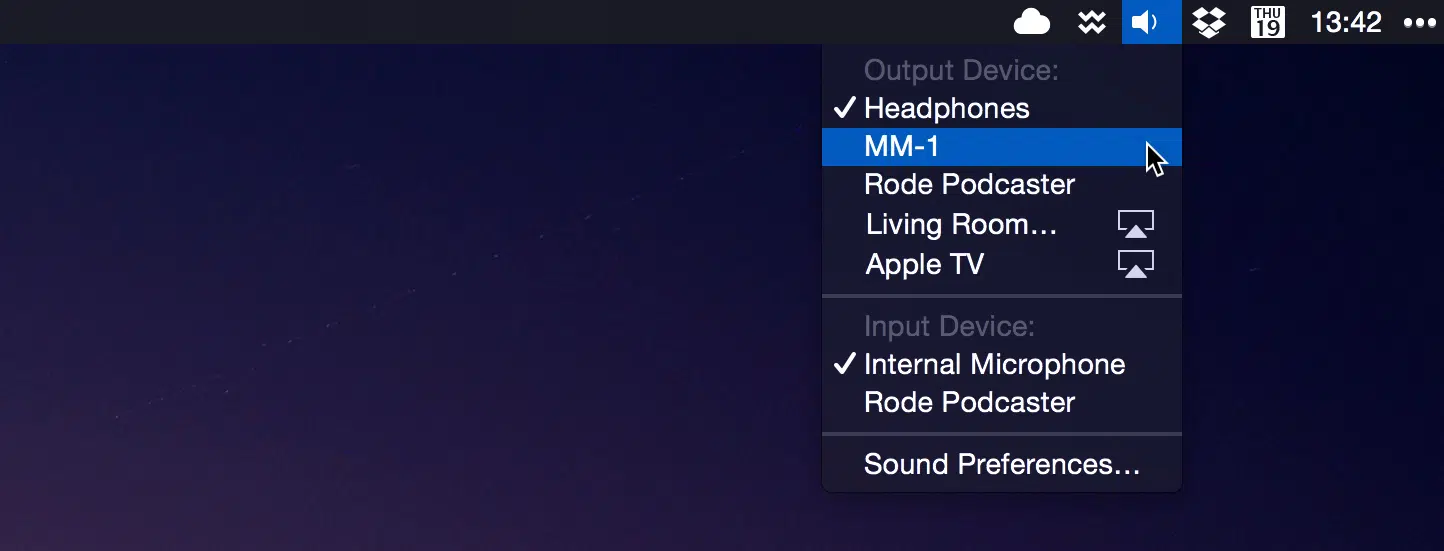 THU
19
13:42
Output Device:
Headphones
MM-1
Rode Podcaster
Living Room…
Apple TV
Input Device:
Internal Microphone
Rode Podcaster
Sound Preferences…